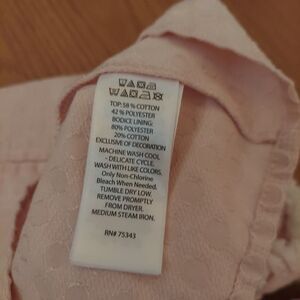 TOP: 58 % COTTON
42 % POLYESTER
BODICE LINING:
80% POLYESTER
20% COTTON
EXCLUSIVE OF DECORATION
MACHINE WASH COOL
- DELICATE CYCLE.
WASH WITH LIKE COLORS.
Only Non-Chlorine
Bleach When Needed.
TUMBLE DRY LOW.
REMOVE PROMPTLY
FROM DRYER.
MEDIUM STEAM IRON.
RN# 75343